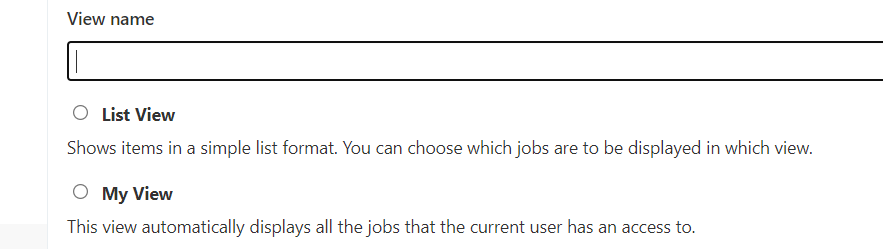 View name
List View
Shows items in a simple list format. You can choose which jobs are to be displayed in which view.
My View
This view automatically displays all the jobs that the current user has an access to.